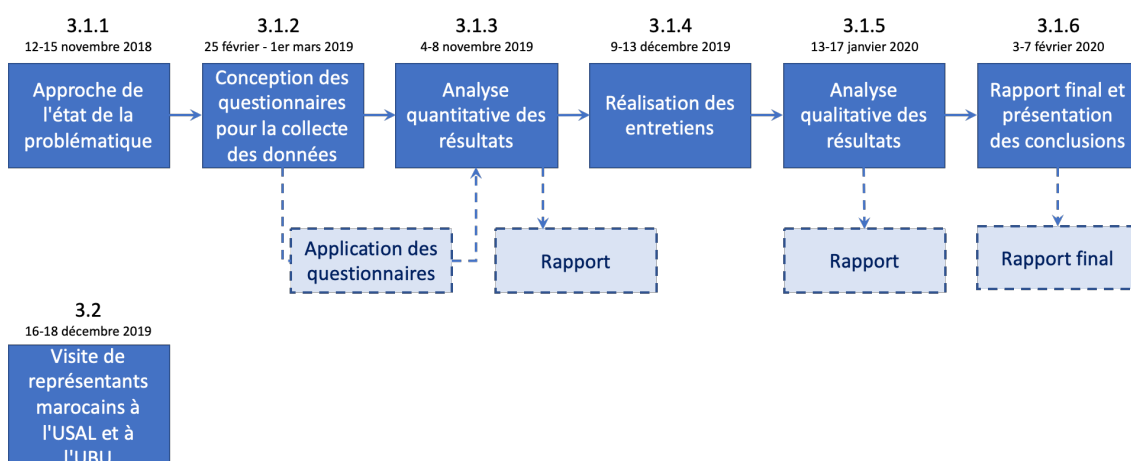 3.1.1
12-15 novembre 2018
Approche de
l'état de la
problématique
3.1.2
25 février - 1er mars 2019
Conception des
questionnaires
pour la collecte
des données
3.1.3
4-8 novembre 2019
Analyse
quantitative des
résultats
3.1.4
9-13 décembre 2019
Réalisation des
entretiens
3.1.5
13-17 janvier 2020
Analyse
qualitative des
résultats
3.1.6
3-7 février 2020
Rapport final et
présentation
des conclusions
Application des
questionnaires
Rapport
Rapport
Rapport final
3.2
16-18 décembre 2019
Visite de
représentants
marocains à
l'USAL et à
l'UBU